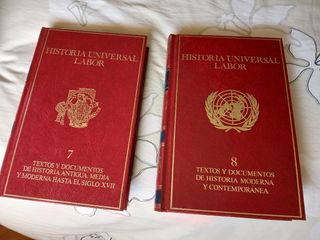 HISTORIA UNIVERSAL
LABOR
7
TEXTOS Y DOCUMENTOS
DE HISTORIA ANTIGUA, MEDIA
Y MODERNA HASTA EL SIGLO XVII
HISTORIA UNIVERSAL
LABOR
8
TEXTOS Y DOCUMENTOS
DE HISTORIA MODERNA
Y CONTEMPORÁNEA